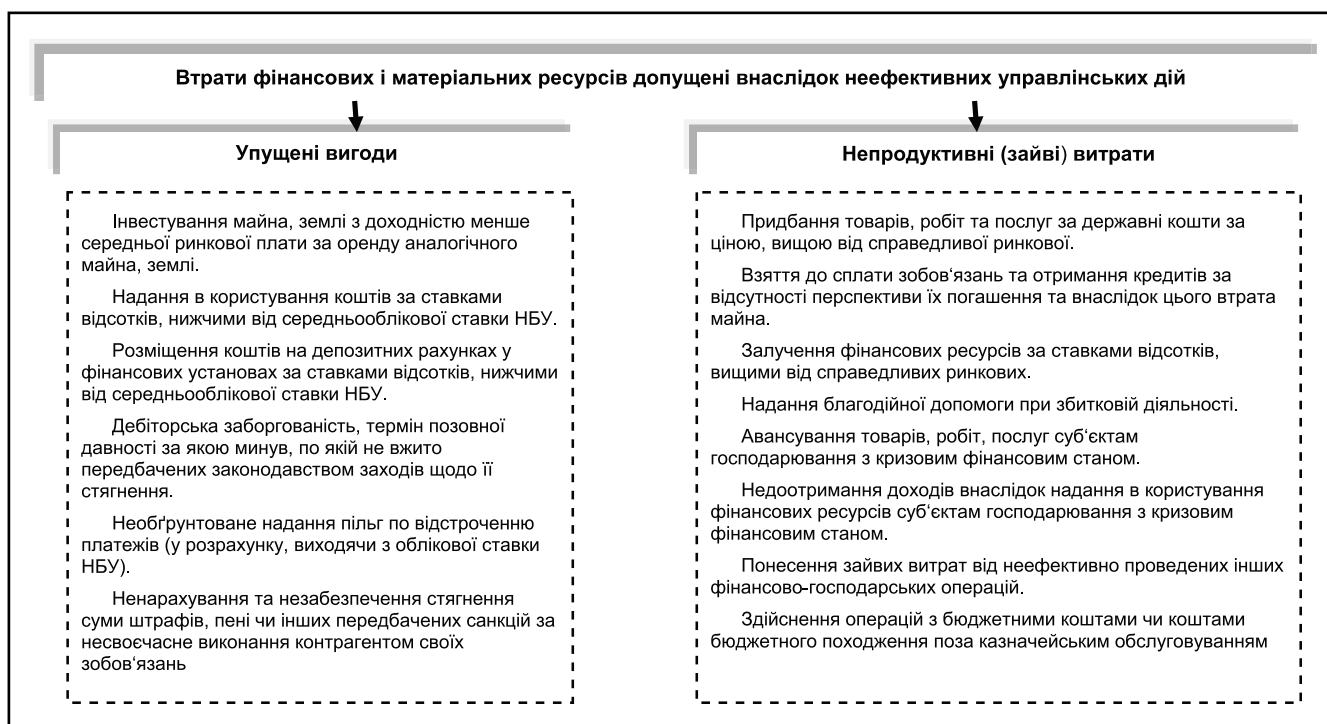 Втрати фінансових і матеріальних ресурсів допущені внаслідок неефективних управлінських дій
Упущені вигоди
Інвестування майна, землі з доходністю менше
середньої ринкової плати за оренду аналогічного
майна, землі.
Надання в користування коштів за ставками
відсотків, нижчими від середньооблікової ставки НБУ.
Розміщення коштів на депозитних рахунках у
фінансових установах за ставками відсотків, нижчими
від середньооблікової ставки НБУ.
Дебіторська заборгованість, термін позовної
давності за якою минув, по якій не вжито
передбачених законодавством заходів щодо її
стягнення.
Необґрунтоване надання пільг по відстроченню
платежів (у розрахунку, виходячи з облікової ставки
НБУ).
Ненарахування та незабезпечення стягнення
суми штрафів, пені чи інших передбачених санкцій за
несвоєчасне виконання контрагентом своїх
зобов‘язань
Непродуктивні (зайві) витрати
Придбання товарів, робіт та послуг за державні кошти за
ціною, вищою від справедливої ринкової.
Взяття до сплати зобов‘язань та отримання кредитів за
відсутності перспективи їх погашення та внаслідок цього втрата
майна.
Залучення фінансових ресурсів за ставками відсотків,
вищими від справедливих ринкових.
Надання благодійної допомоги при збитковій діяльності.
Авансування товарів, робіт, послуг суб‘єктам
господарювання з кризовим фінансовим станом.
Недоотримання доходів внаслідок надання в користування
фінансових ресурсів суб‘єктам господарювання з кризовим
фінансовим станом.
Понесення зайвих витрат від неефективно проведених інших
фінансово-господарських операцій.
Здійснення операцій з бюджетними коштами чи коштами
бюджетного походження поза казначейським обслуговуванням